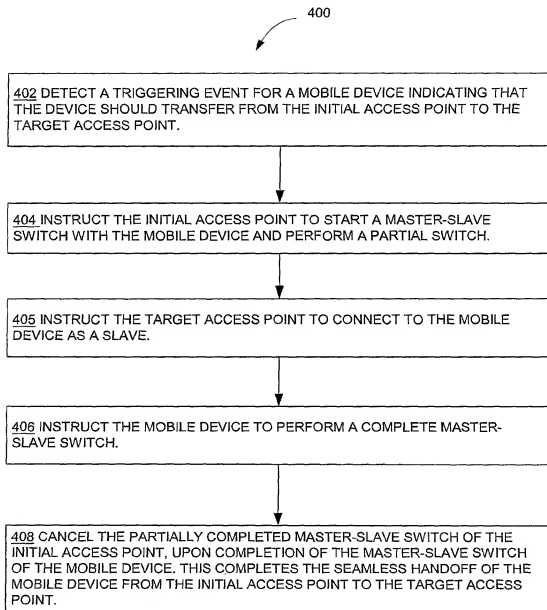 400
402 DETECT A TRIGGERING EVENT FOR A MOBILE DEVICE INDICATING THAT
THE DEVICE SHOULD TRANSFER FROM THE INITIAL ACCESS POINT TO THE
TARGET ACCESS POINT.
404 INSTRUCT THE INITIAL ACCESS POINT TO START A MASTER-SLAVE
SWITCH WITH THE MOBILE DEVICE AND PERFORM A PARTIAL SWITCH.
405 INSTRUCT THE TARGET ACCESS POINT TO CONNECT TO THE MOBILE
DEVICE AS A SLAVE.
406 INSTRUCT THE MOBILE DEVICE TO PERFORM A COMPLETE MASTER-
SLAVE SWITCH.
408 CANCEL THE PARTIALLY COMPLETED MASTER-SLAVE SWITCH OF THE
INITIAL ACCESS POINT, UPON COMPLETION OF THE MASTER-SLAVE SWITCH
OF THE MOBILE DEVICE. THIS COMPLETES THE SEAMLESS HANDOFF OF
THE MOBILE DEVICE FROM THE INITIAL ACCESS POINT TO THE TARGET ACCESS
POINT.